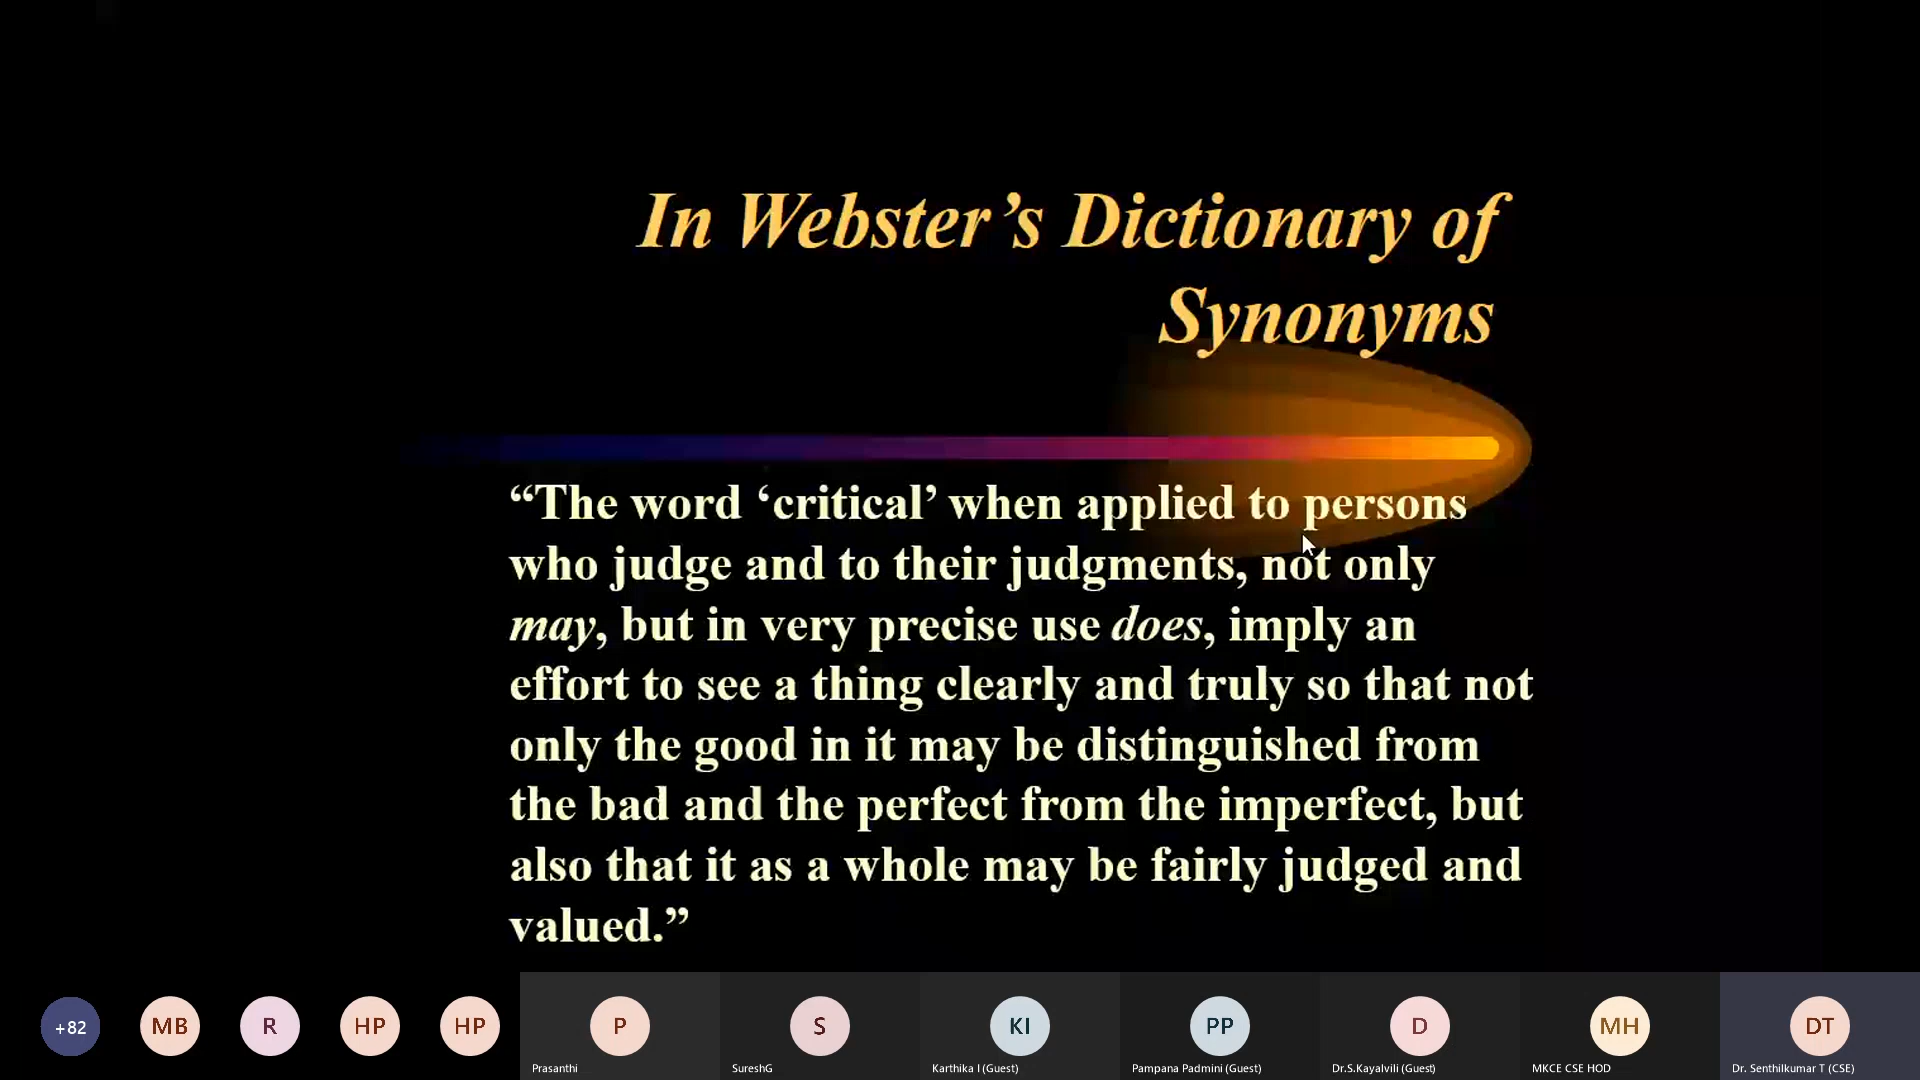 In Webster’s Dictionary of
Synonyms
“The word ‘critical’ when applied to persons
who judge and to their judgments, not only
may, but in very precise use does, imply an
effort to see a thing clearly and truly so that not
only the good in it may be distinguished from
the bad and the perfect from the imperfect, but
also that it as a whole may be fairly judged and
valued.”
+82 MB R HP HP P S KI PP D MH DT
Prasanthi SureshG Karthika I (Guest) Pampana Padmini (Guest) Dr.S.Kayalvili (Guest) MKCE CSE HOD Dr. Senthilkumar T (CSE)